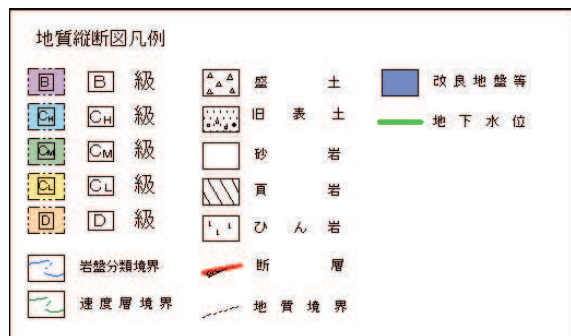 地質縦断図凡例
B B 級
CH CH 級
CM CM 級
CL CL 級
D D 級
岩盤分類境界
速度層境界
盛土
旧表土
砂岩
頁岩
ひん岩
断層
地質境界
改良地盤等
地下水位